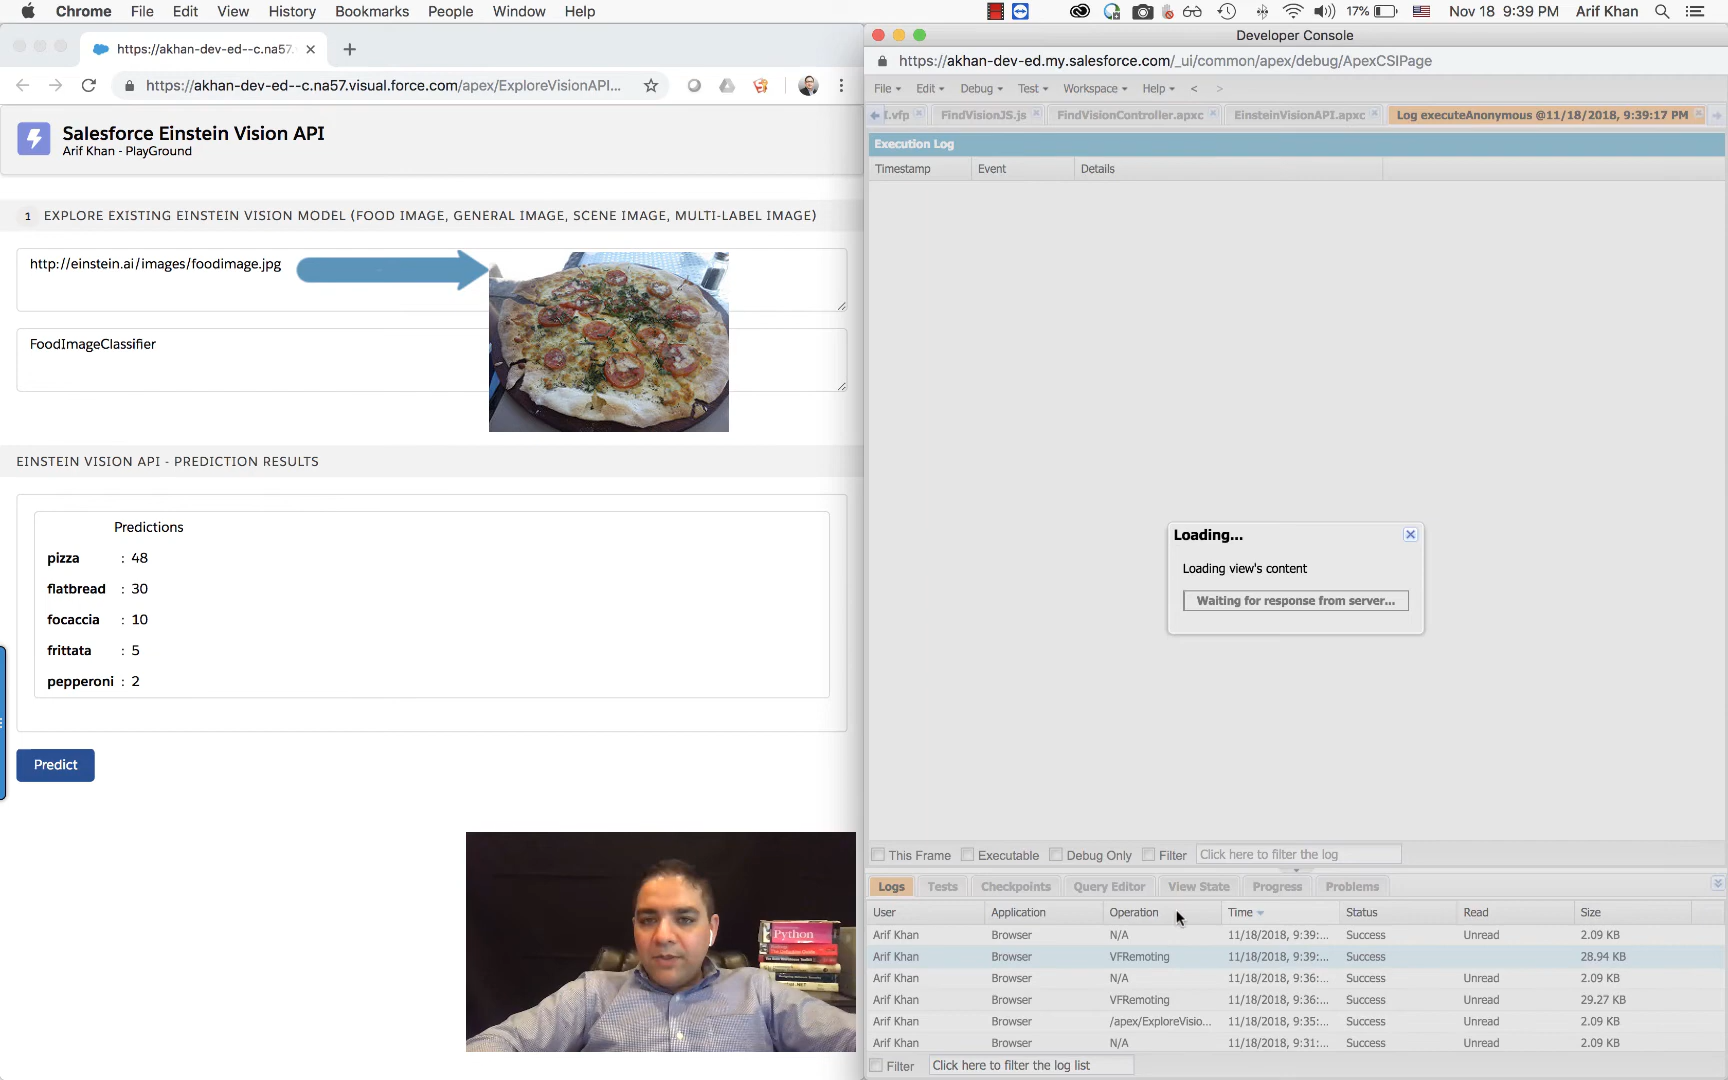 Chrome File Edit View History Bookmarks People Window Help 17% Nov 18 9:39 PM Arif Khan
https://akhan-dev-ed--c.na57.
https://akhan-dev-ed--c.na57.visual.force.com/apex/ExploreVisionAPI...
Salesforce Einstein Vision API
Arif Khan - PlayGround
1 EXPLORE EXISTING EINSTEIN VISION MODEL (FOOD IMAGE, GENERAL IMAGE, SCENE IMAGE, MULTI-LABEL IMAGE)
http://einstein.ai/images/foodimage.jpg
FoodImageClassifier
EINSTEIN VISION API - PREDICTION RESULTS
Predictions
pizza : 48
flatbread : 30
focaccia : 10
frittata : 5
pepperoni : 2
Predict
Python
Developer Console
https://akhan-dev-ed.my.salesforce.com/_ui/common/apex/debug/ApexCSIPage
File Edit Debug Test Workspace Help < >
l.vfp FindVisionJS.js FindVisionController.apxc EinsteinVisionAPI.apxc Log executeAnonymous @11/18/2018, 9:39:17 PM
Execution Log
Timestamp Event Details
Loading...
Loading view's content
Waiting for response from server...
This Frame Executable Debug Only Filter Click here to filter the log
Logs Tests Checkpoints Query Editor View State Progress Problems
User Application Operation Time Status Read Size
Arif Khan Browser N/A 11/18/2018, 9:39:... Success Unread 2.09 KB
Arif Khan Browser VFRemoting 11/18/2018, 9:39:... Success 28.94 KB
Arif Khan Browser N/A 11/18/2018, 9:36:... Success Unread 2.09 KB
Arif Khan Browser VFRemoting 11/18/2018, 9:36:... Success Unread 29.27 KB
Arif Khan Browser /apex/ExploreVisio... 11/18/2018, 9:35:... Success Unread 2.09 KB
Arif Khan Browser N/A 11/18/2018, 9:31:... Success Unread 2.09 KB
Filter Click here to filter the log list